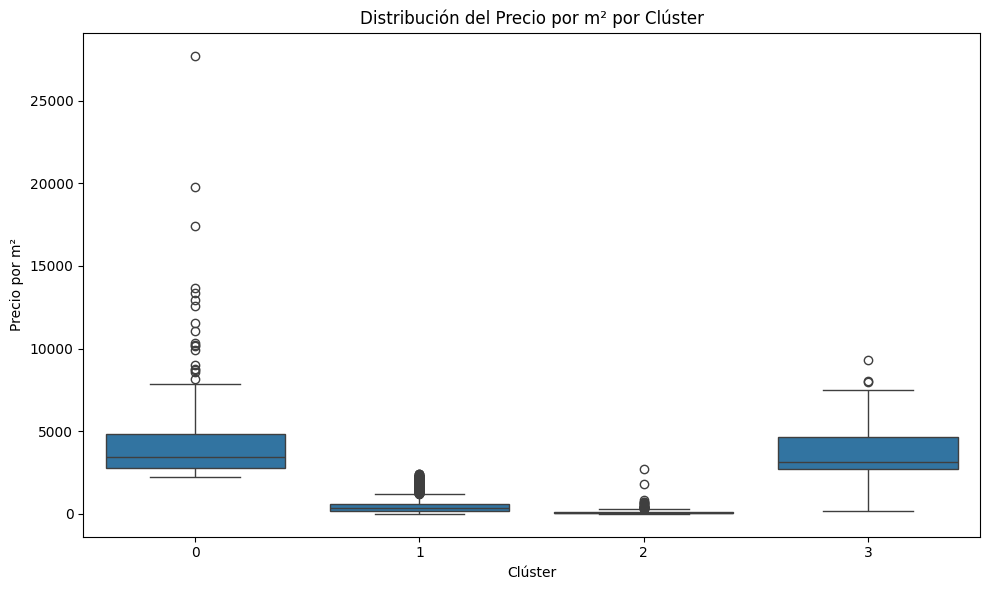 Distribución del Precio por m² por Clúster
Precio por m²
25000
20000
15000
10000
5000
0
0 1 2 3
Clúster